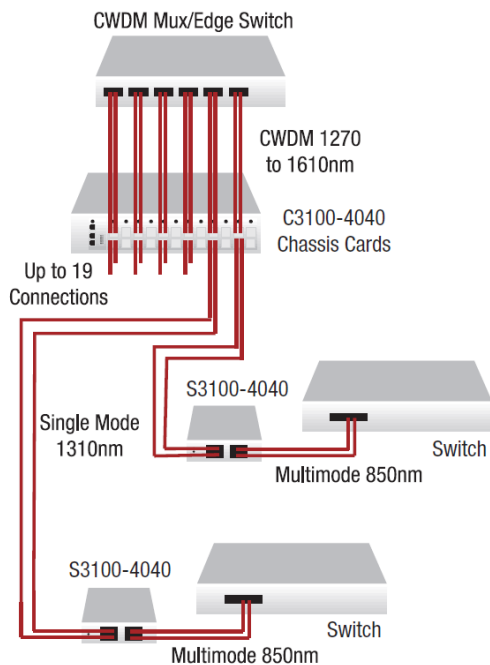 CWDM Mux/Edge Switch
CWDM 1270
to 1610nm
C3100-4040
Chassis Cards
Up to 19
Connections
S3100-4040
Single Mode
1310nm
Switch
Multimode 850nm
S3100-4040
Switch
Multimode 850nm